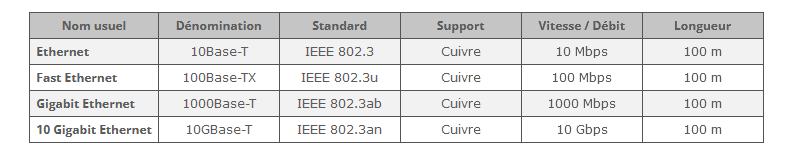 Nom usuel Dénomination Standard Support Vitesse / Débit Longueur
Ethernet 10Base-T IEEE 802.3 Cuivre 10 Mbps 100 m
Fast Ethernet 100Base-TX IEEE 802.3u Cuivre 100 Mbps 100 m
Gigabit Ethernet 1000Base-T IEEE 802.3ab Cuivre 1000 Mbps 100 m
10 Gigabit Ethernet 10GBase-T IEEE 802.3an Cuivre 10 Gbps 100 m